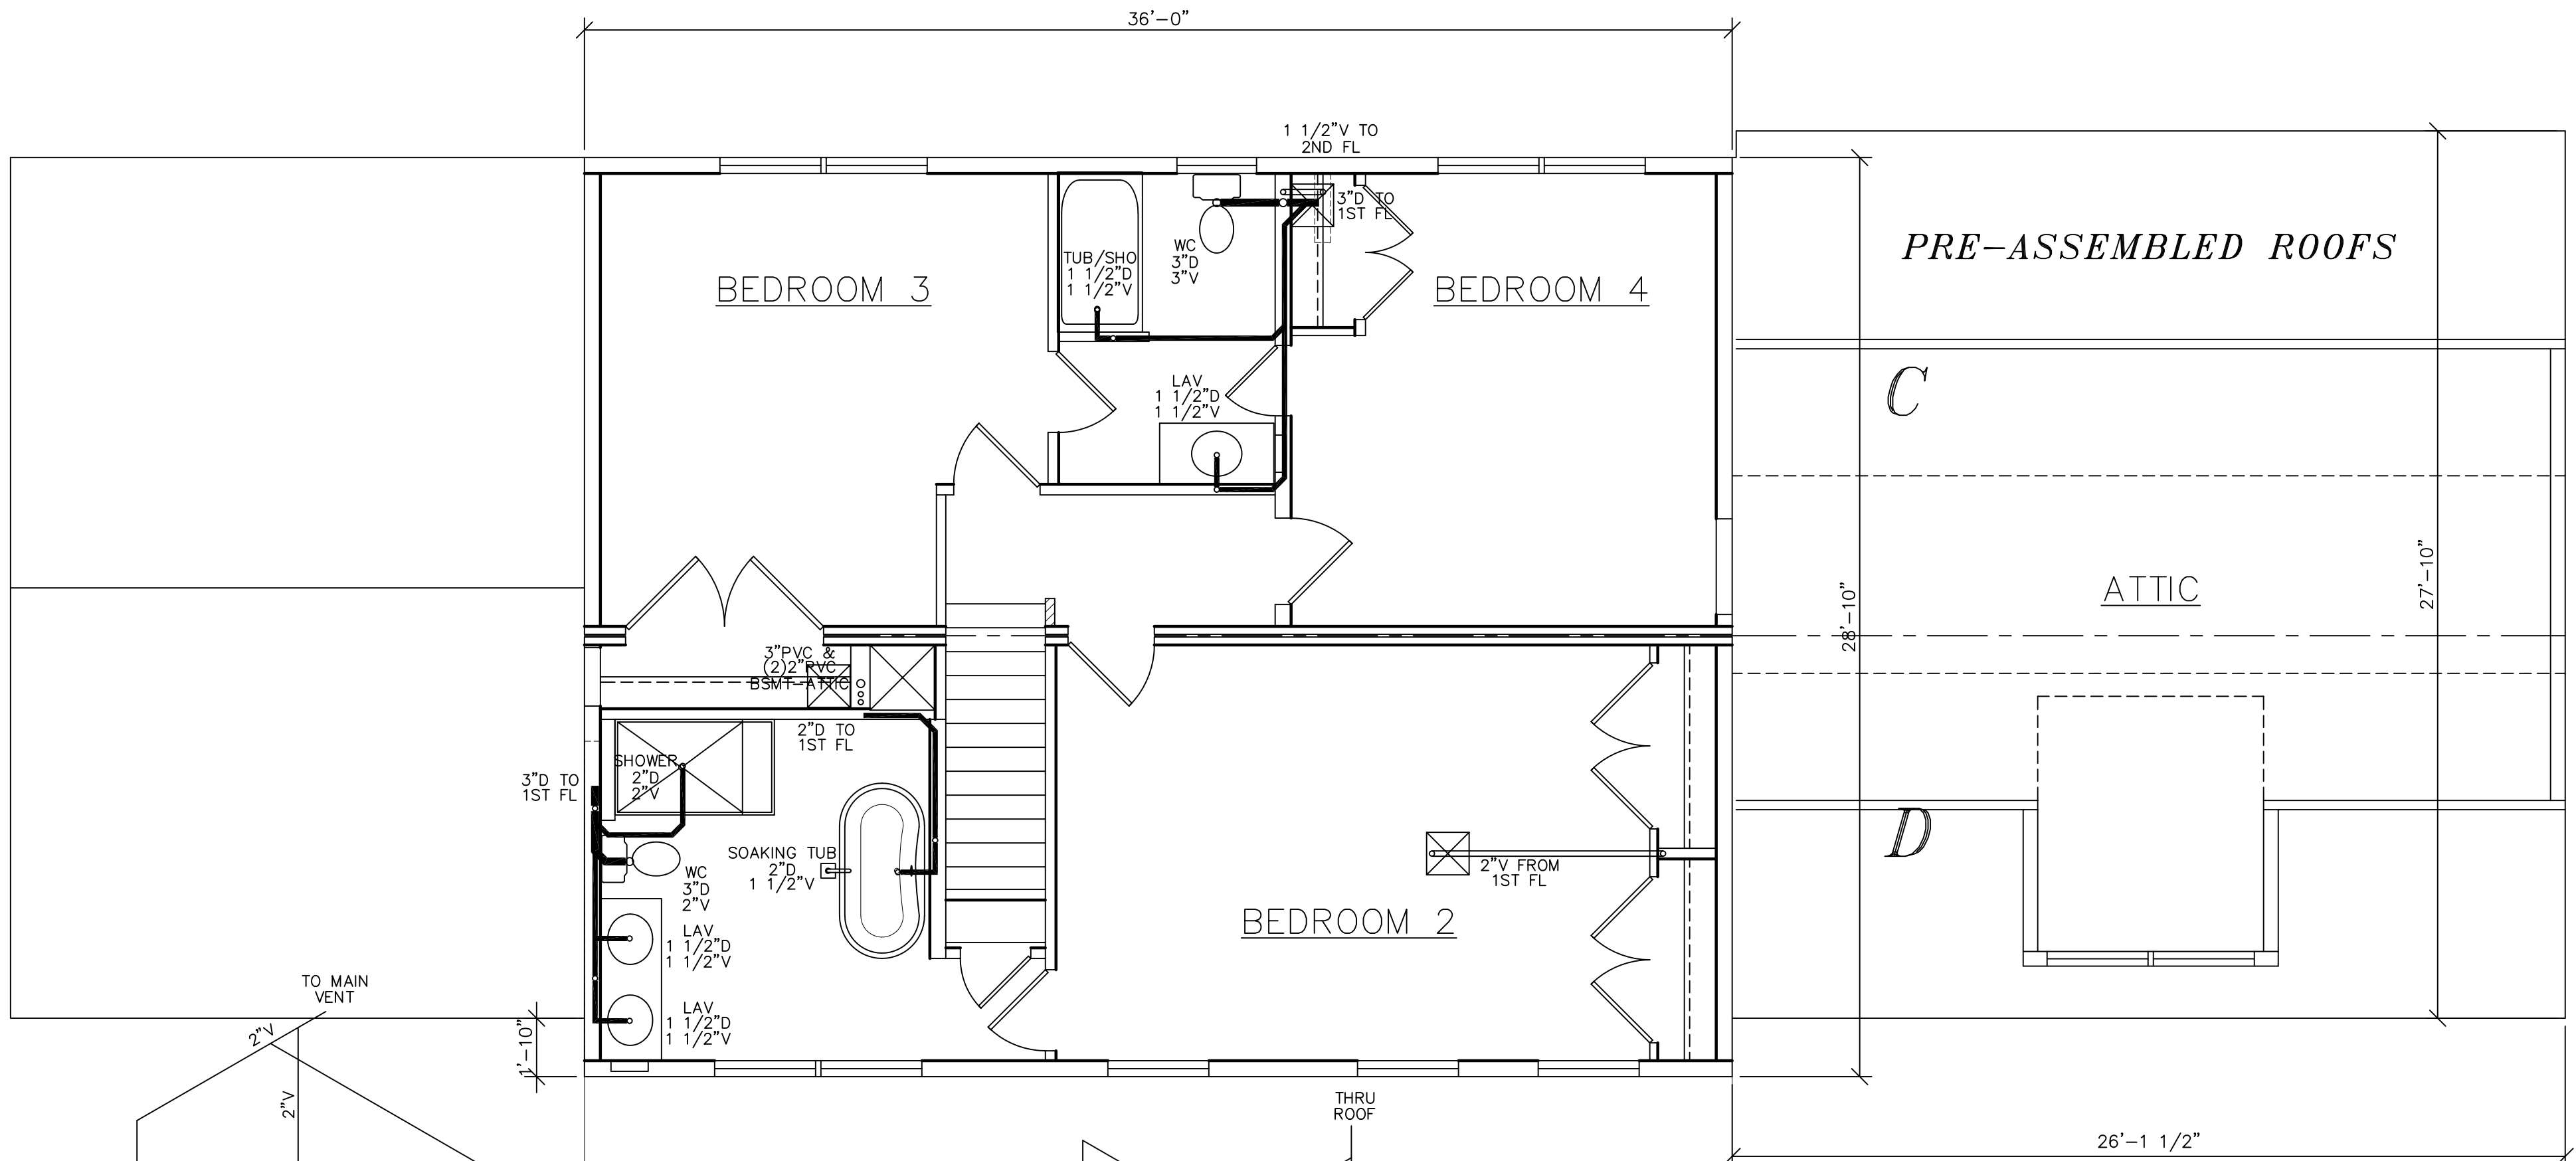 36'-0"
1 1/2"V TO
2ND FL
3"D TO
1ST FL
PRE-ASSEMBLED ROOFS
TUB/SHO
1 1/2"D
1 1/2"V
WC
3"D
3"V
BEDROOM 3
BEDROOM 4
C
LAV
1 1/2"D
1 1/2"V
28'-10"
27'-10"
ATTIC
3"PVC &
(2)2"PVC
BSMT-ATTIC
2"D TO
1ST FL
SHOWER
2"D
2"V
3"D TO
1ST FL
D
SOAKING TUB
2"D
1 1/2"V
2"V FROM
1ST FL
WC
3"D
2"V
BEDROOM 2
LAV
1 1/2"D
1 1/2"V
TO MAIN
VENT
LAV
1 1/2"D
1 1/2"V
2"V
1'-10"
2"V
THRU
ROOF
26'-1 1/2"